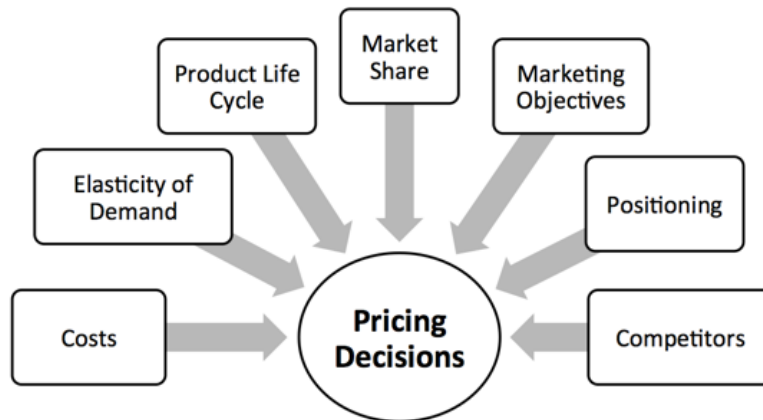 Market
Share
Product Life
Cycle
Marketing
Objectives
Elasticity of
Demand
Positioning
Costs
Pricing
Decisions
Competitors